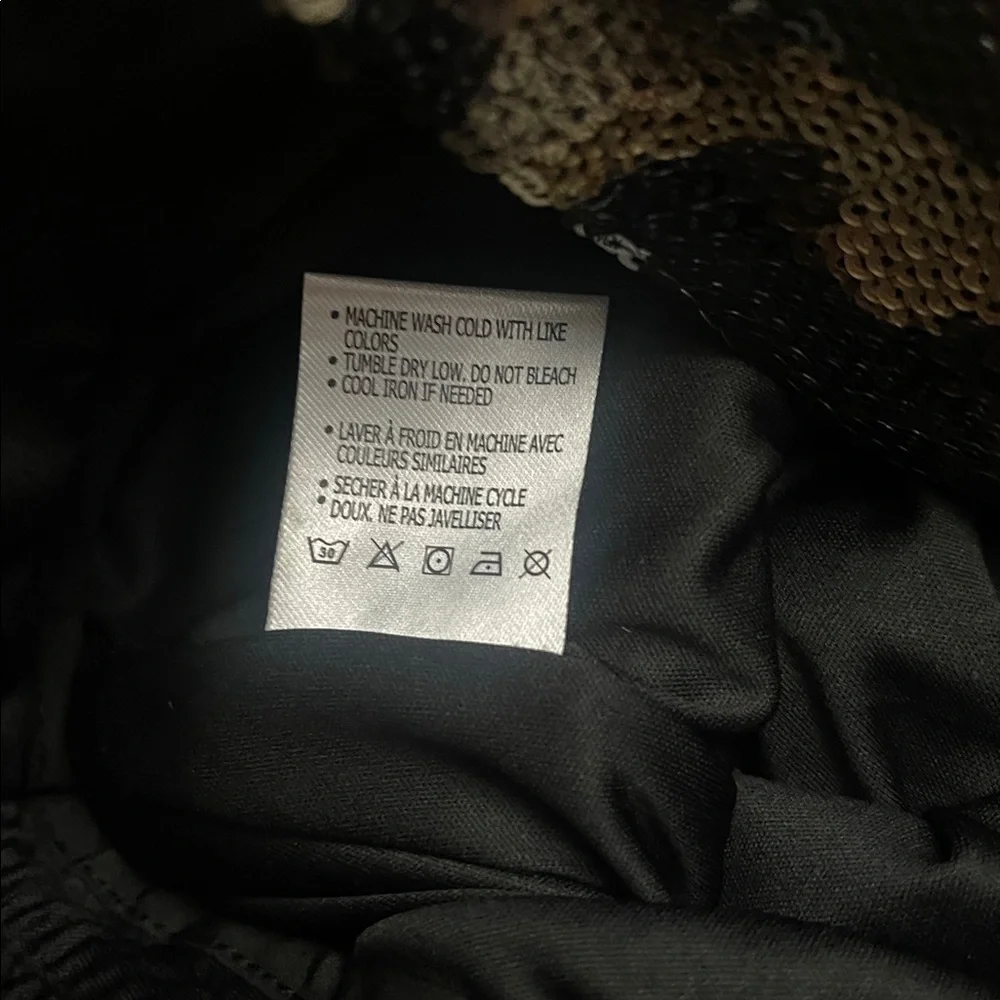 • MACHINE WASH COLD WITH LIKE
COLORS
• TUMBLE DRY LOW. DO NOT BLEACH
• COOL IRON IF NEEDED
• LAVER À FROID EN MACHINE AVEC
COULEURS SIMILAIRES
• SECHER À LA MACHINE CYCLE
• DOUX. NE PAS JAVELLISER
30